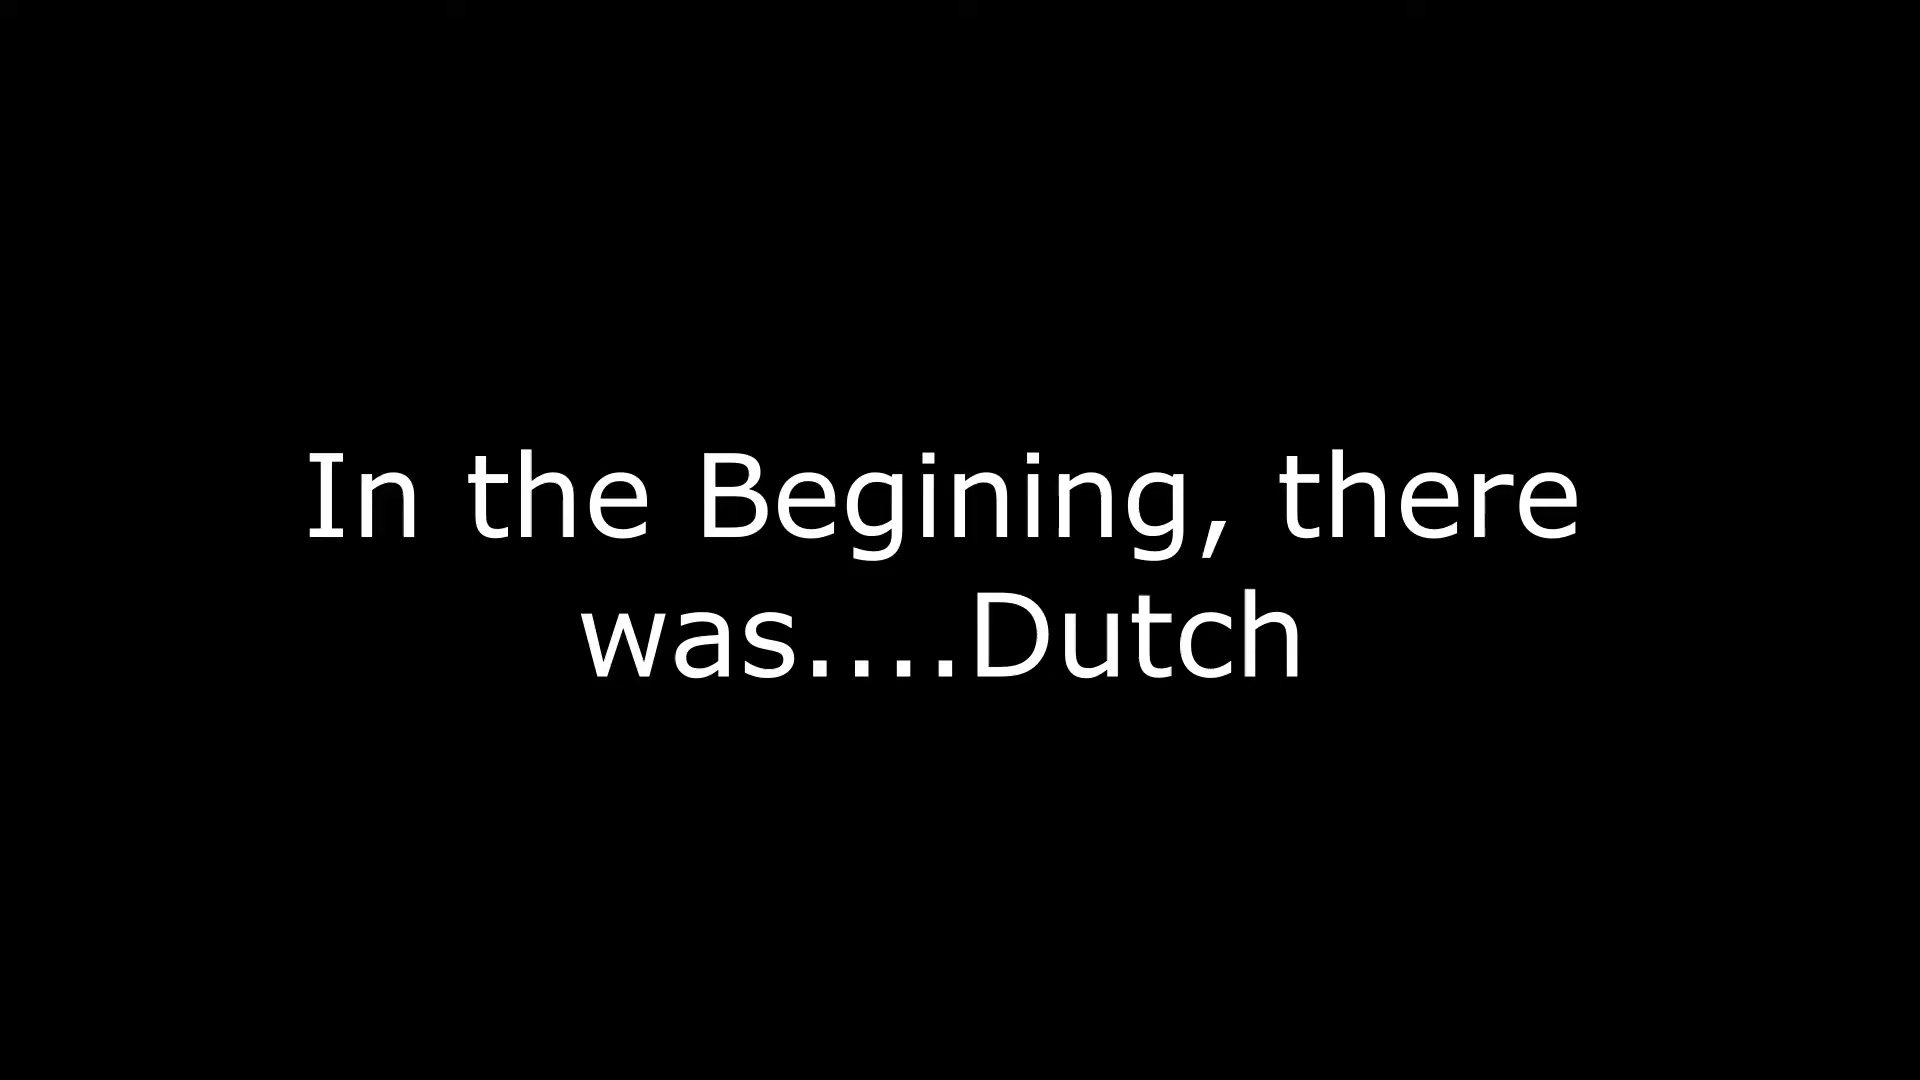 In the Begining, there
was....Dutch